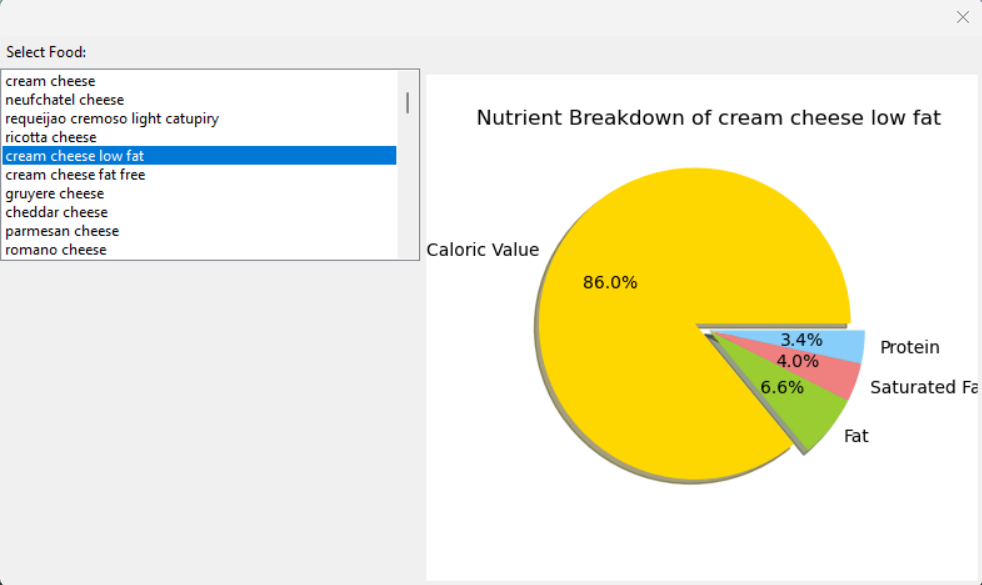 Select Food:
cream cheese
neufchatel cheese
requeijao cremoso light catupiry
ricotta cheese
cream cheese low fat
cream cheese fat free
gruyere cheese
cheddar cheese
parmesan cheese
romano cheese
Nutrient Breakdown of cream cheese low fat
Caloric Value
86.0%
3.4%
Protein
4.0%
Saturated Fa
6.6%
Fat